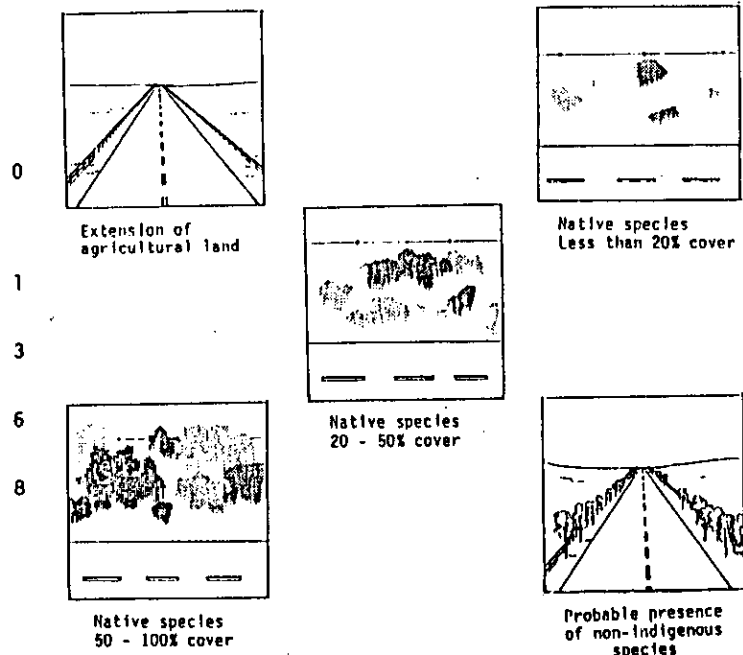 0
Extension of
agricultural land
Native species
Less than 20% cover
1
3
Native species
20 - 50% cover
6
8
Native species
50 - 100% cover
Probable presence
of non-indigenous
species